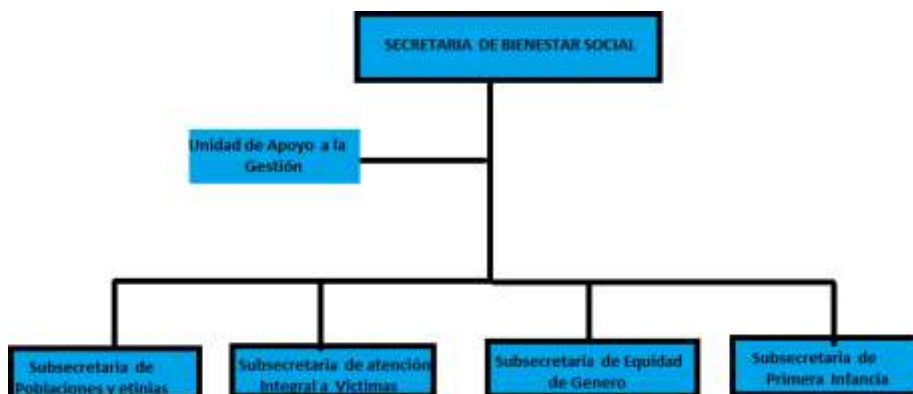 SECRETARIA DE BIENESTAR SOCIAL
Unidad de Apoyo a la
Gestión
Subsecretaria de
Poblaciones y etinias
Subsecretaria de atención
Integral a Victimas
Subsecretaria de Equidad
de Genero
Subsecretaria de
Primera Infancia